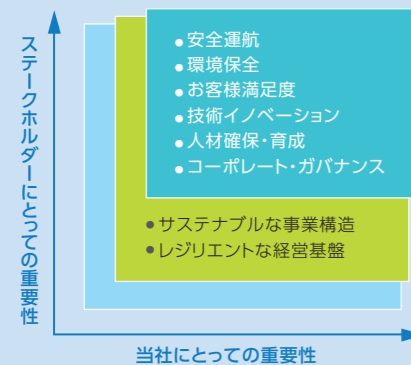 ステークホルダーにとっての重要性
●安全運航
●環境保全
●お客様満足度
●技術イノベーション
●人材確保・育成
●コーポレート・ガバナンス
●サステナブルな事業構造
●レジリエントな経営基盤
当社にとっての重要性